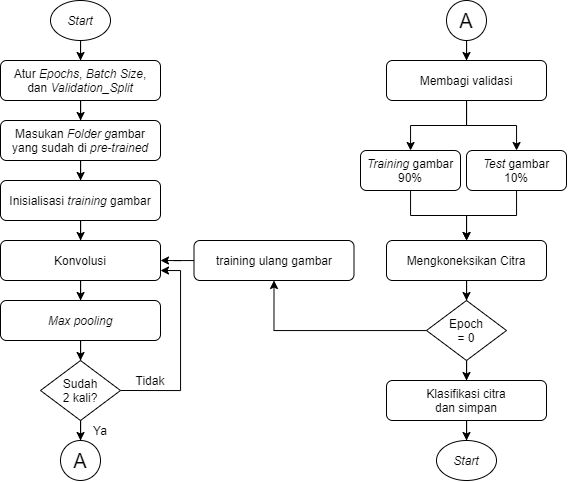 Start
Atur Epochs, Batch Size,
dan Validation_Split
Masukan Folder gambar
yang sudah di pre-trained
Inisialisasi training gambar
Konvolusi
Max pooling
Sudah
2 kali?
Tidak
Ya
A
training ulang gambar
A
Membagi validasi
Training gambar
90%
Test gambar
10%
Mengkoneksikan Citra
Epoch
= 0
Klasifikasi citra
dan simpan
Start